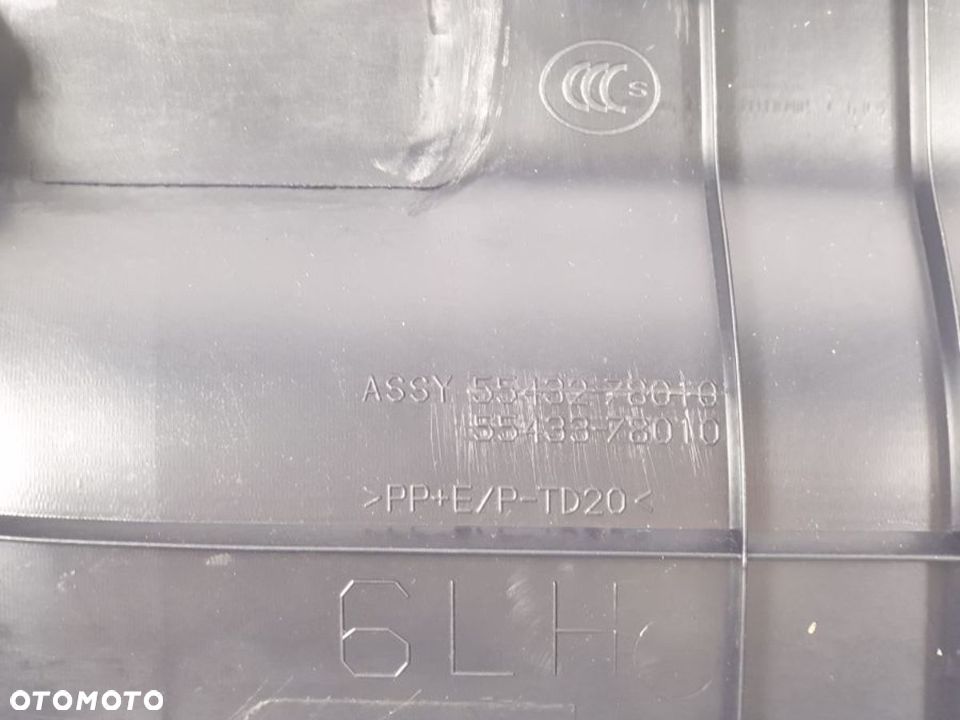 CCC S
ASSY 55432-78010
55433-78010
>PP+E/P-TD20<
6LH
OTOMOTO